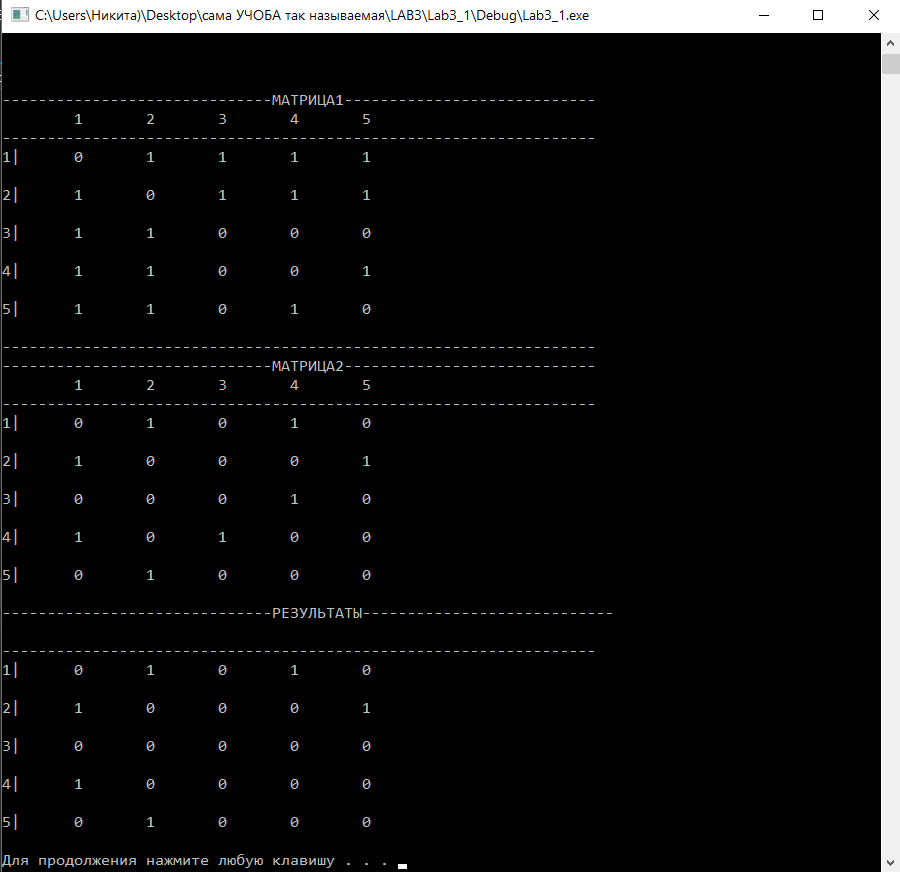 C:\Users\Никита)\Desktop\сама УЧОБА так называемая\LAB3\Lab3_1\Debug\Lab3_1.exe
------------------------------МАТРИЦА1----------------------------
1 2 3 4 5
------------------------------------------------------------------
1| 0 1 1 1 1
2| 1 0 1 1 1
3| 1 1 0 0 0
4| 1 1 0 0 1
5| 1 1 0 1 0
------------------------------------------------------------------
------------------------------МАТРИЦА2----------------------------
1 2 3 4 5
------------------------------------------------------------------
1| 0 1 0 1 0
2| 1 0 0 0 1
3| 0 0 0 1 0
4| 1 0 1 0 0
5| 0 1 0 0 0
------------------------------РЕЗУЛЬТАТЫ----------------------------
------------------------------------------------------------------
1| 0 1 0 1 0
2| 1 0 0 0 1
3| 0 0 0 0 0
4| 1 0 0 0 0
5| 0 1 0 0 0
Для продолжения нажмите любую клавишу . . .